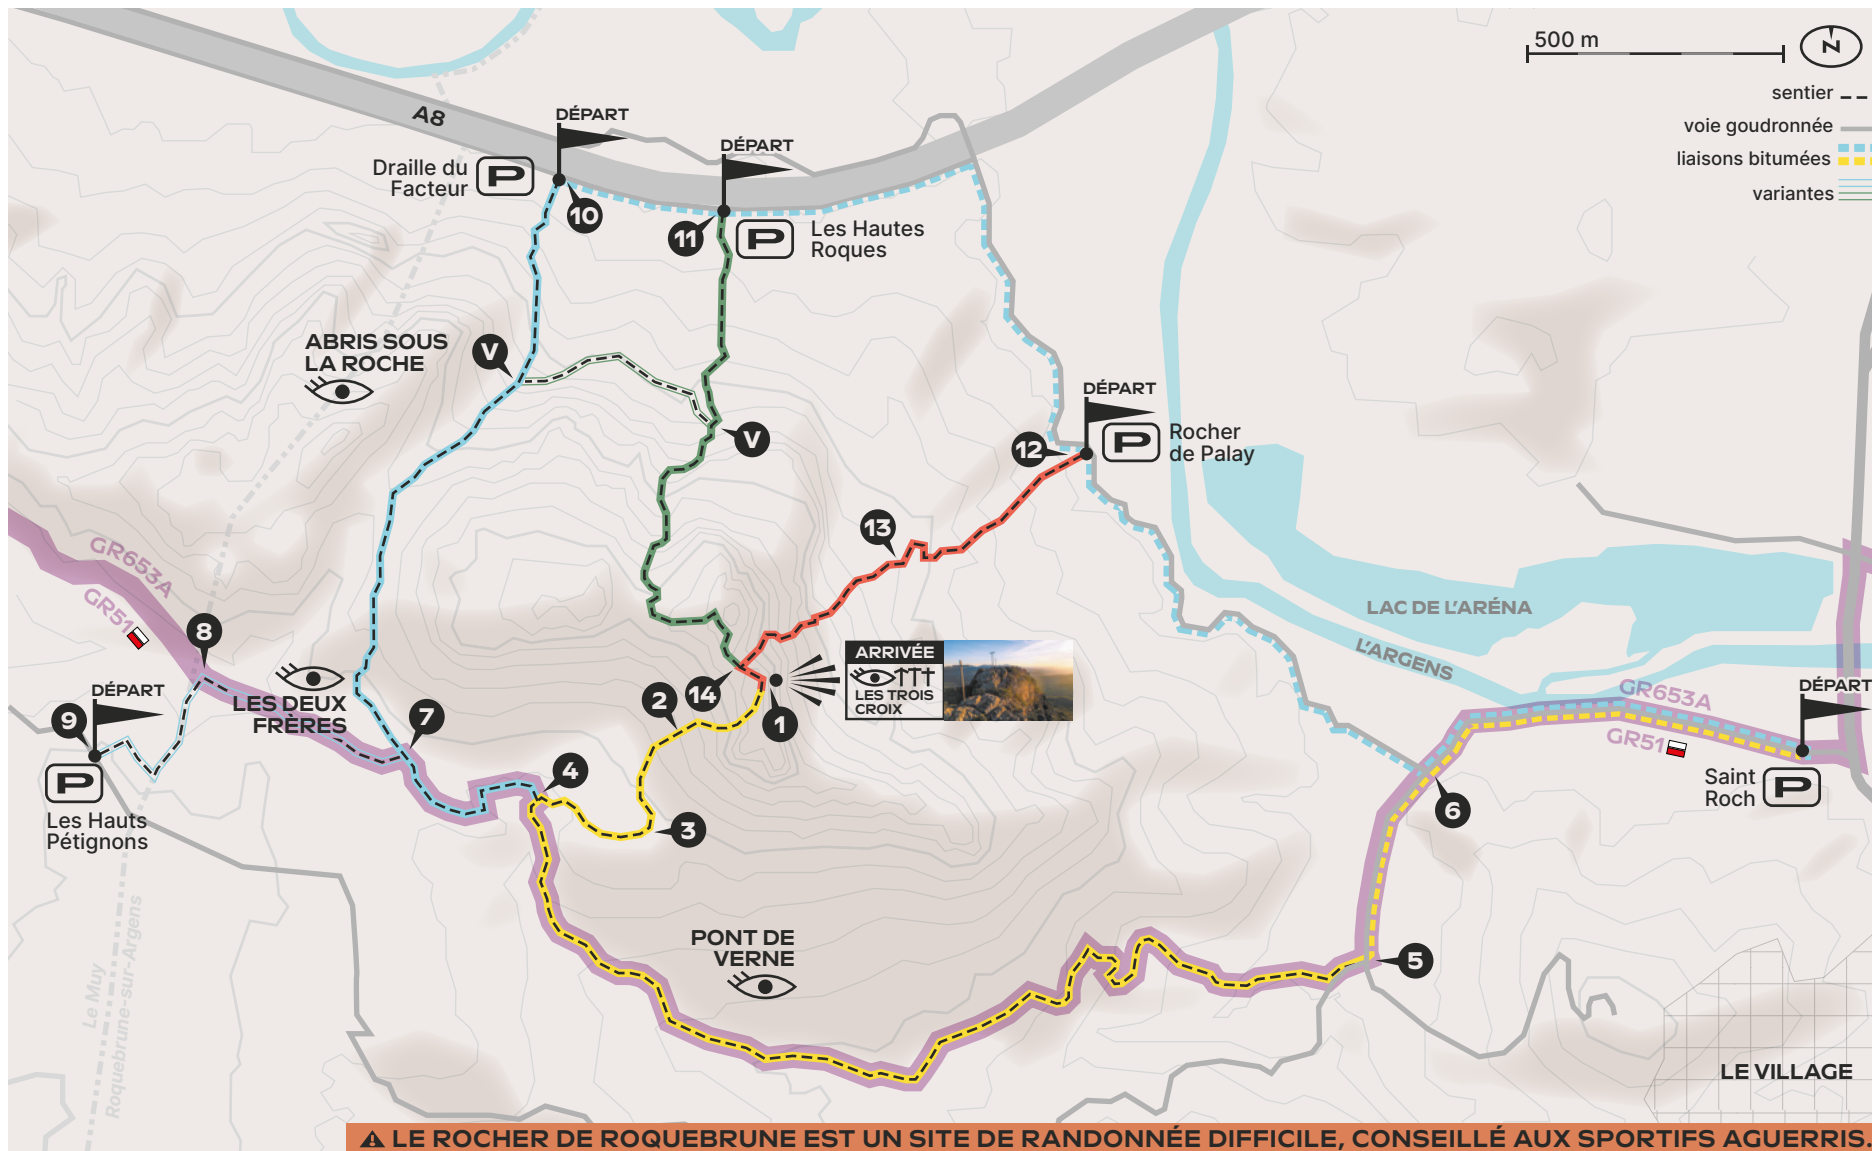 500 m
N
sentier
voie goudronnée
liaisons bitumées
variantes
A8
DÉPART
DÉPART
Draille du
Facteur
P
10
11
P
Les Hautes
Roques
ABRIS SOUS
LA ROCHE
V
V
DÉPART
12
P
Rocher
de Palay
13
GR653A
GR51
8
LES DEUX
FRÈRES
DÉPART
9
P
Les Hauts
Pétignons
7
4
3
2
14
1
ARRIVÉE
LES TROIS
CROIX
LAC DE L'ARÉNA
L'ARGENS
GR653A
GR51
DÉPART
Saint
Roch
P
6
5
PONT DE
VERNE
Le Muy
Roquebrune-sur-Argens
LE VILLAGE
LE ROCHER DE ROQUEBRUNE EST UN SITE DE RANDONNÉE DIFFICILE, CONSEILLÉ AUX SPORTIFS AGUERRIS.